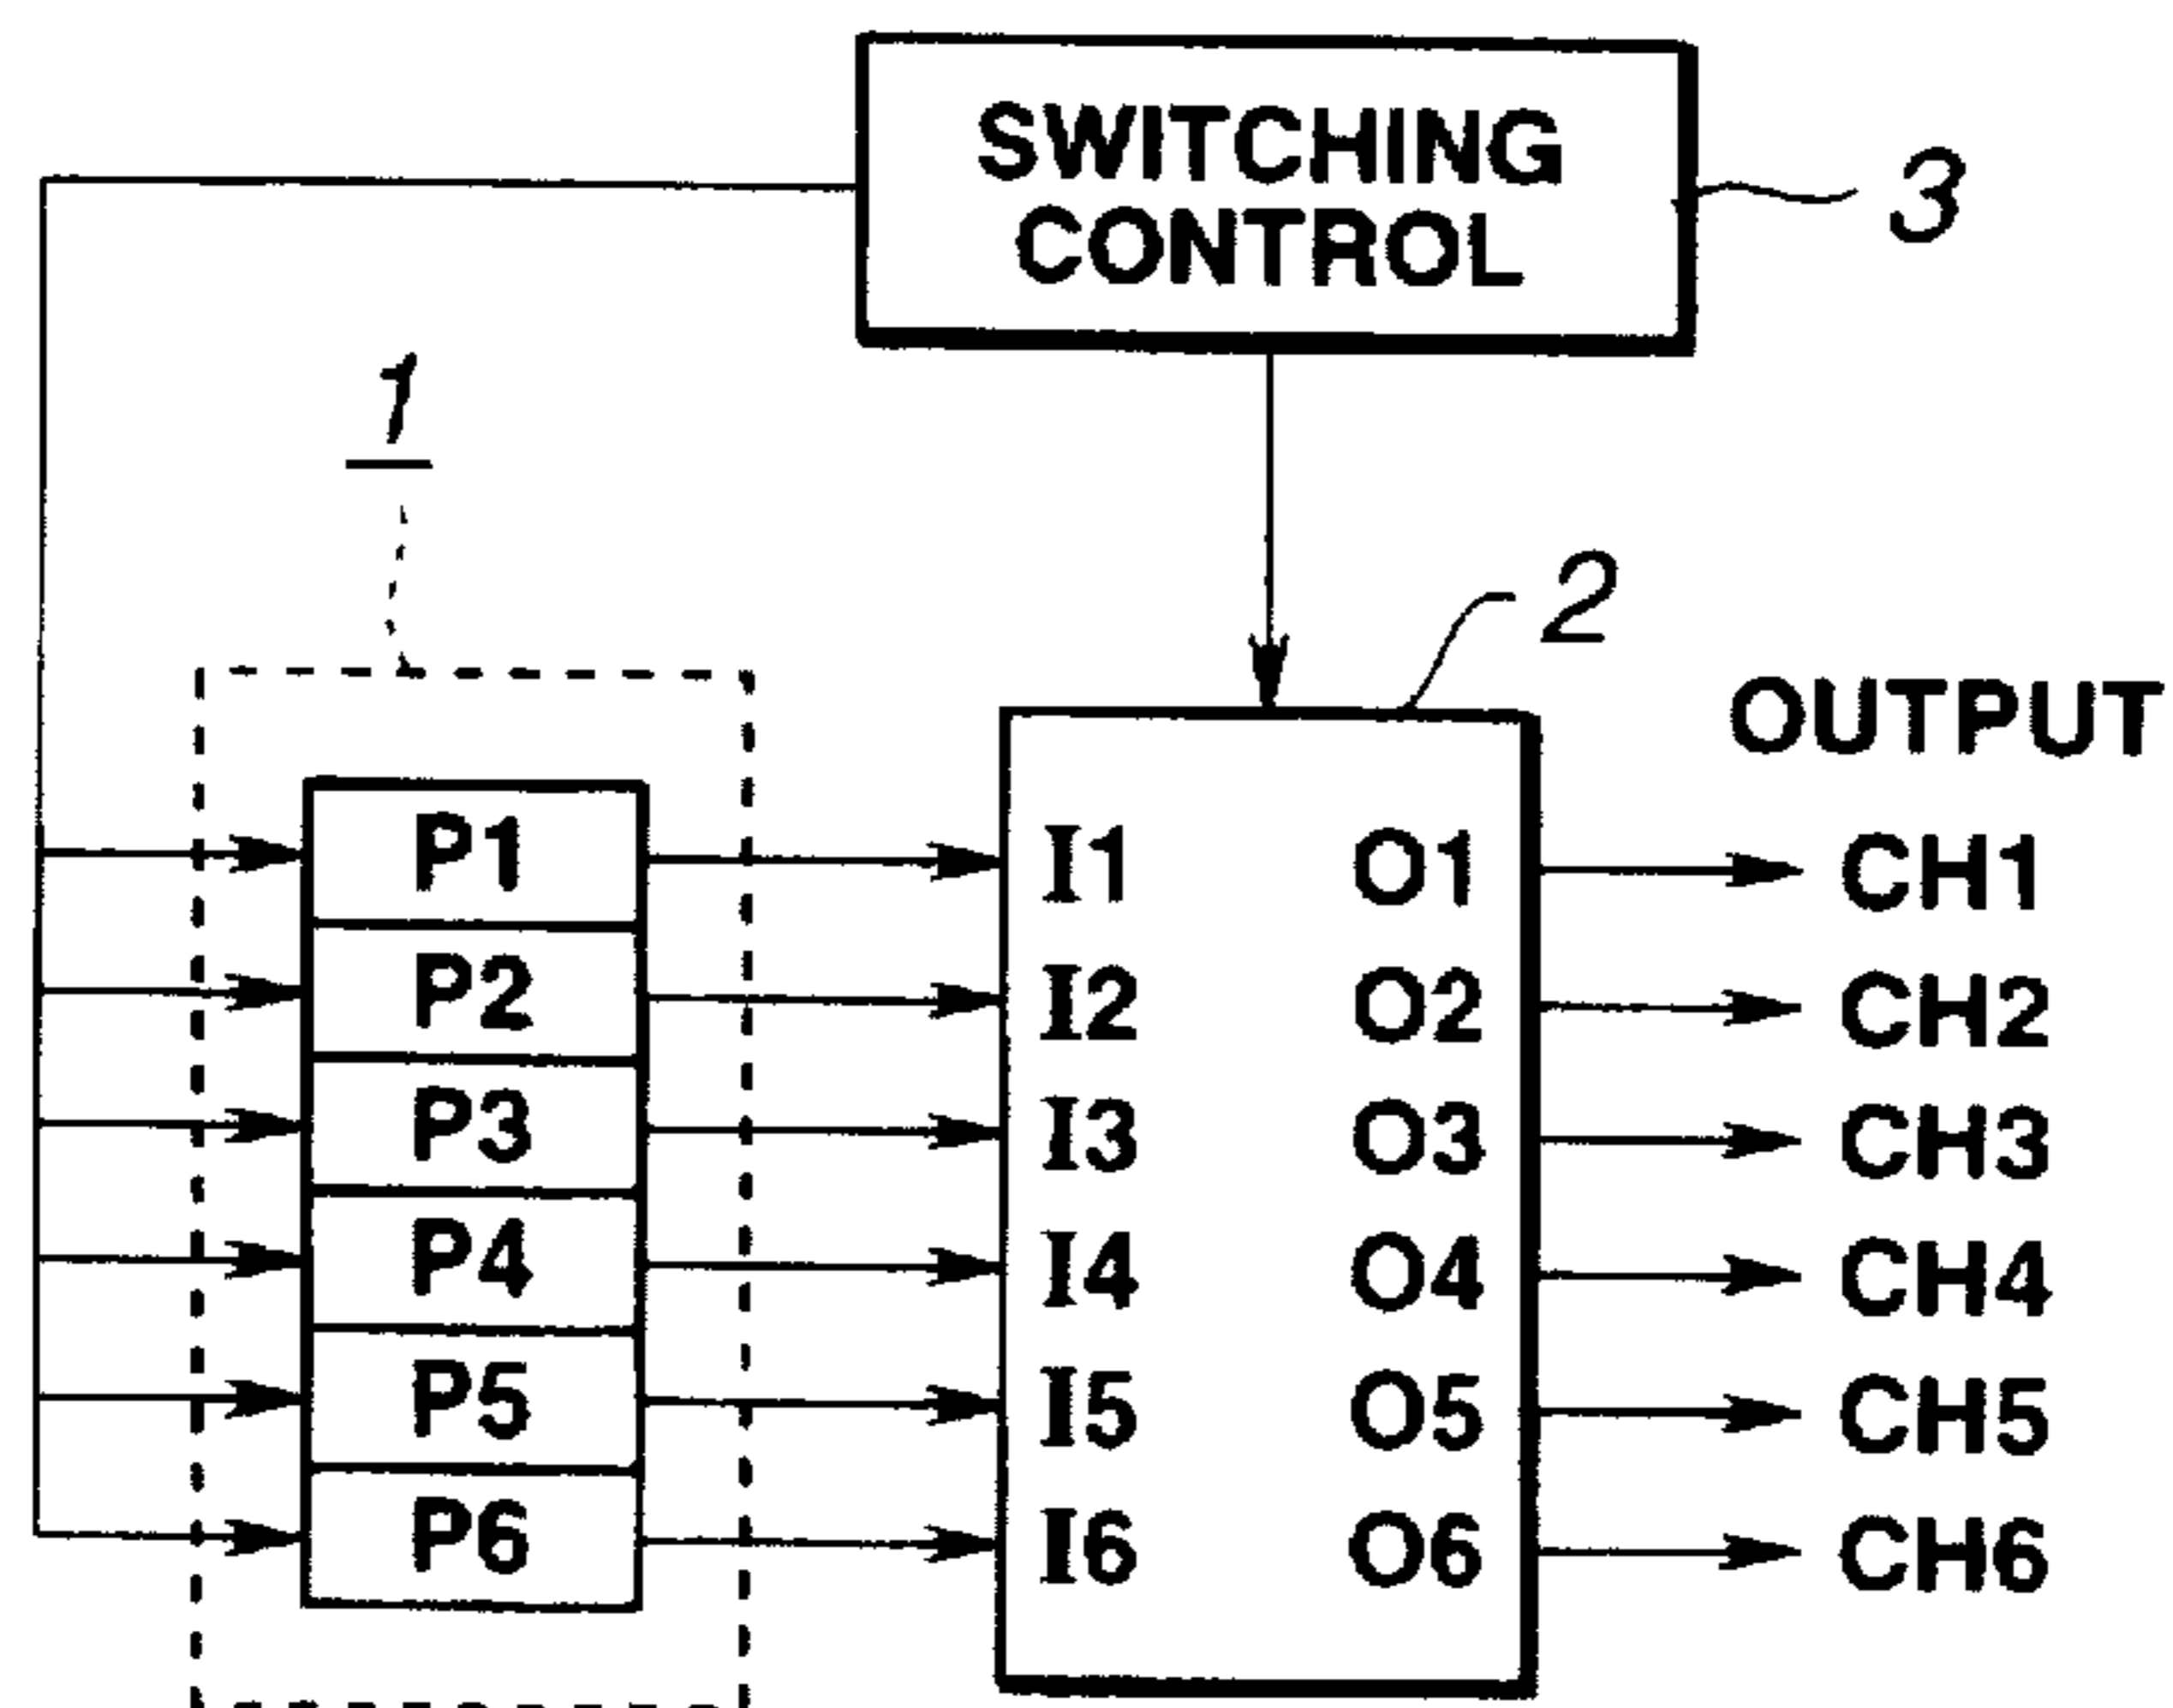 SWITCHING
CONTROL
3
1
2
OUTPUT
P1 I1 O1 CH1
P2 I2 O2 CH2
P3 I3 O3 CH3
P4 I4 O4 CH4
P5 I5 O5 CH5
P6 I6 O6 CH6